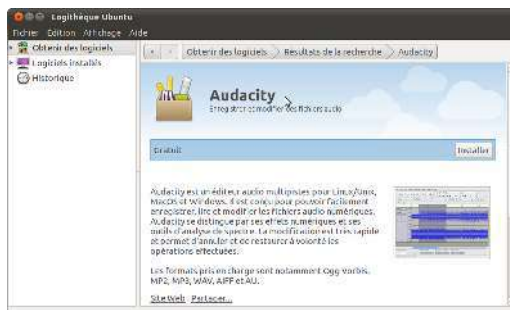 Logithèque Ubuntu
Fichier Édition Affichage Aide
Obtenir des logiciels
Logiciels installés
Historique
Obtenir des logiciels Résultats de la recherche Audacity
Audacity
Enregistrer et modifier des fichiers audio
Gratuit
Installer
Audacity est un éditeur audio multipistes pour Linux/Unix,
MacOS et Windows. Il est conçu pour pouvoir facilement
enregistrer, lire et modifier les fichiers audio numériques.
Audacity se distingue par ses effets numériques et ses
outils d'analyse de spectre. La modification est très rapide
et permet d'annuler et de restaurer à volonté les
opérations effectuées.
Les formats pris en charge sont notamment Ogg Vorbis,
MP2, MP3, WAV, AIFF et AU.
Site Web Partager...